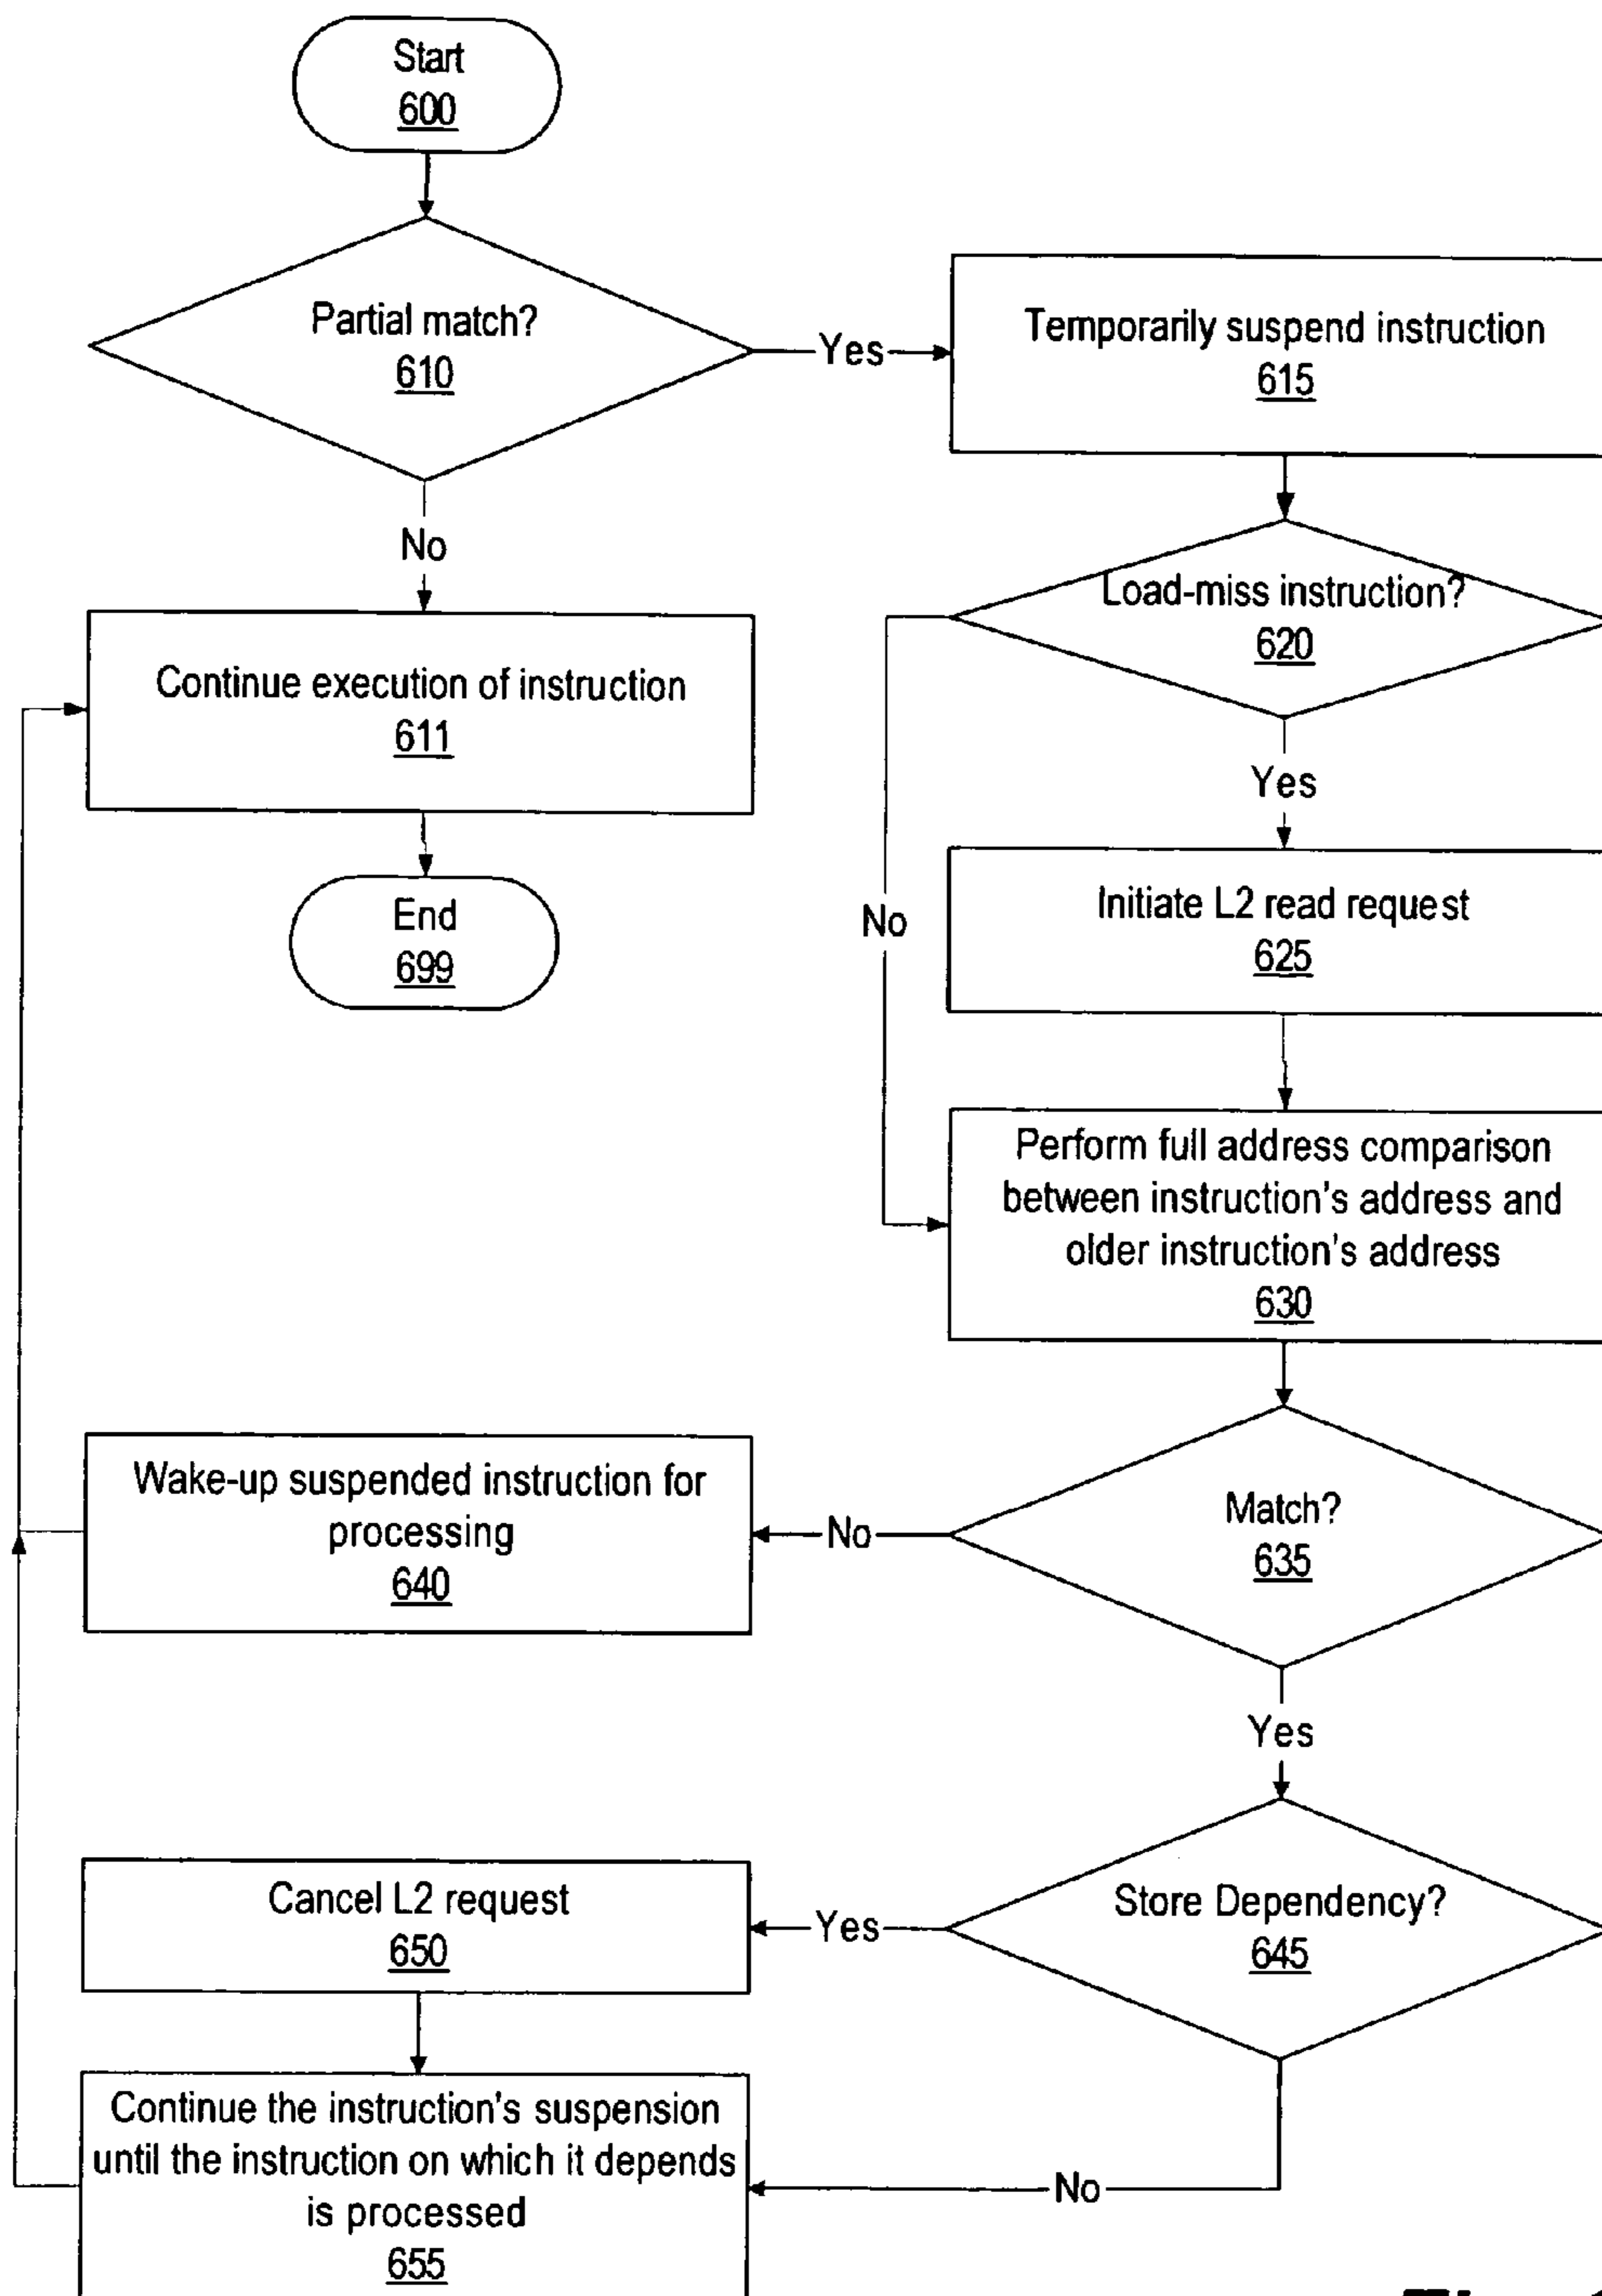 Start
600
Partial match?
610
Yes
Temporarily suspend instruction
615
No
Load-miss instruction?
620
Continue execution of instruction
611
Yes
End
699
No
Initiate L2 read request
625
Perform full address comparison
between instruction's address and
older instruction's address
630
Wake-up suspended instruction for
processing
640
No
Match?
635
Yes
Cancel L2 request
650
Yes
Store Dependency?
645
Continue the instruction's suspension
until the instruction on which it depends
is processed
655
No